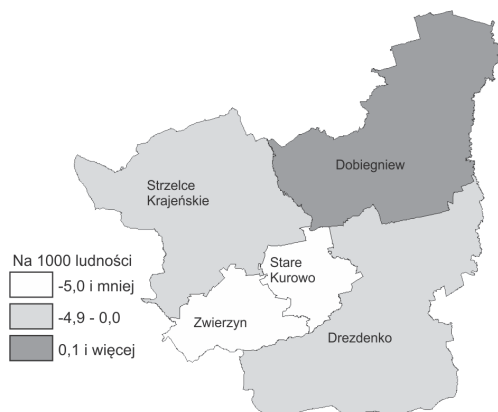 Dobiegniew
Strzelce
Krajeńskie
Stare
Kurowo
Zwierzyn
Drezdenko
Na 1000 ludności
-5,0 i mniej
-4,9 - 0,0
0,1 i więcej